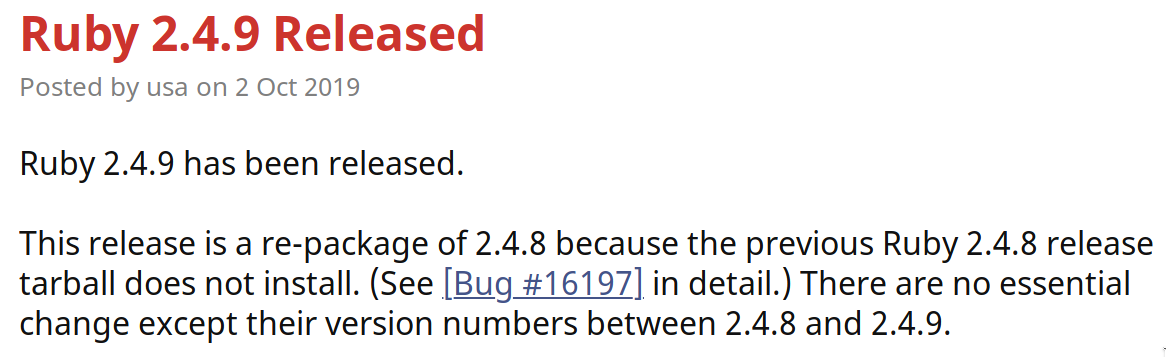 Ruby 2.4.9 Released
Posted by usa on 2 Oct 2019
Ruby 2.4.9 has been released.
This release is a re-package of 2.4.8 because the previous Ruby 2.4.8 release
tarball does not install. (See [Bug #16197] in detail.) There are no essential
change except their version numbers between 2.4.8 and 2.4.9.